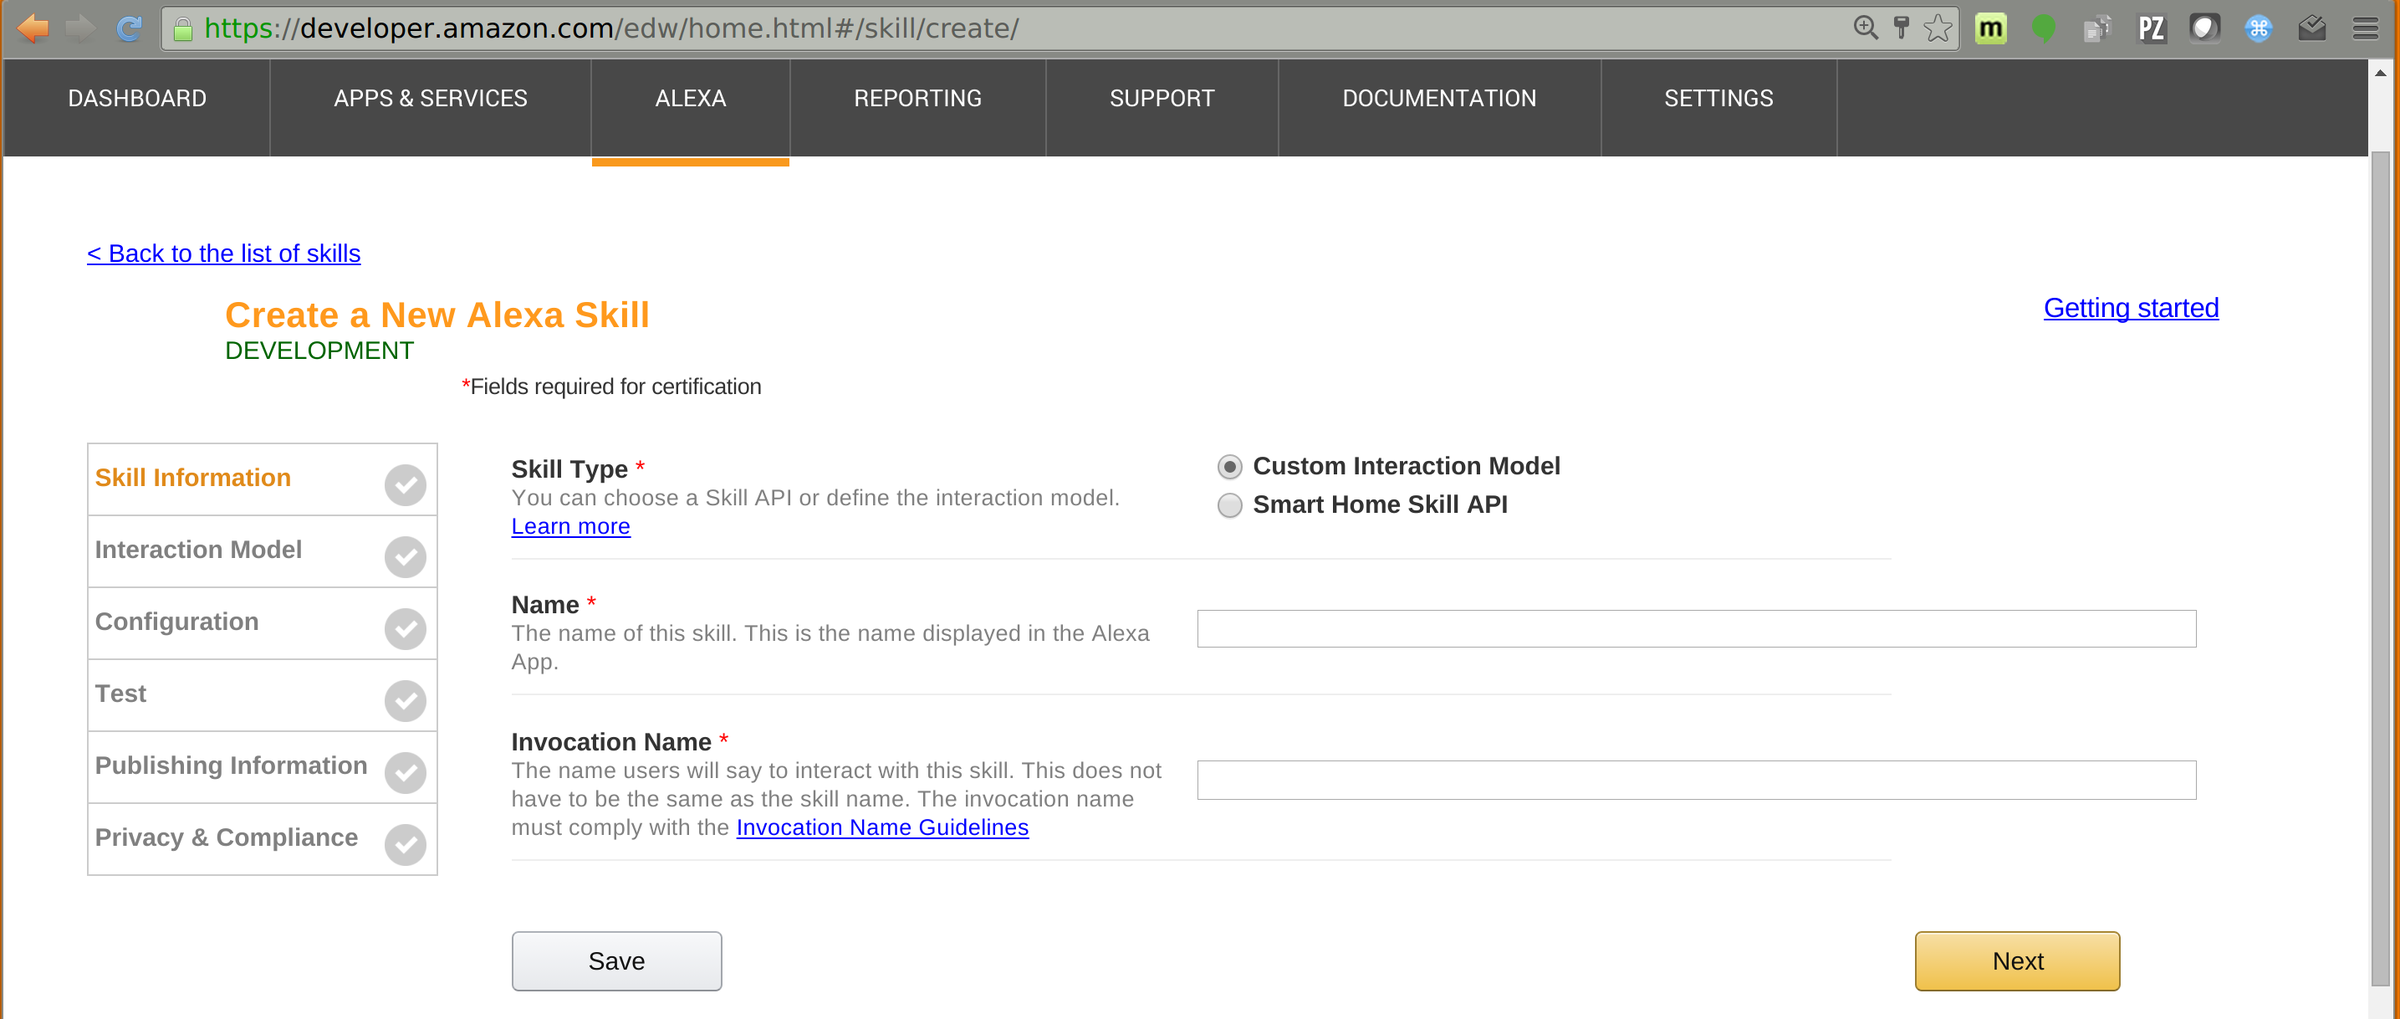 https://developer.amazon.com/edw/home.html#/skill/create/
m
PZ
DASHBOARD
APPS & SERVICES
ALEXA
REPORTING
SUPPORT
DOCUMENTATION
SETTINGS
< Back to the list of skills
Create a New Alexa Skill
Getting started
DEVELOPMENT
*Fields required for certification
Skill Information
Interaction Model
Configuration
Test
Publishing Information
Privacy & Compliance
Skill Type *
You can choose a Skill API or define the interaction model.
Learn more
Custom Interaction Model
Smart Home Skill API
Name *
The name of this skill. This is the name displayed in the Alexa
App.
Invocation Name *
The name users will say to interact with this skill. This does not
have to be the same as the skill name. The invocation name
must comply with the Invocation Name Guidelines
Save
Next